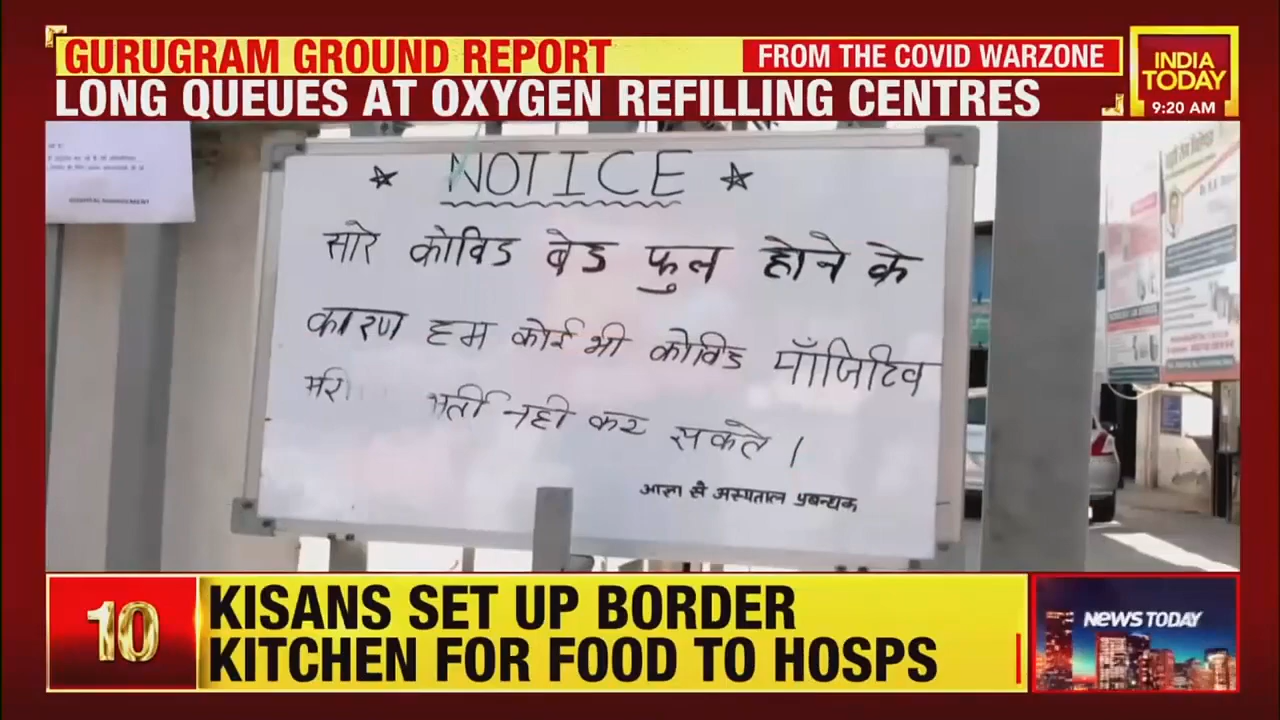 GURUGRAM GROUND REPORT
FROM THE COVID WARZONE
LONG QUEUES AT OXYGEN REFILLING CENTRES
INDIA
TODAY
9:20 AM
NOTICE
सारे कोविड बेड फुल होने के
कारण हम कोई भी कोविड पॉजिटिव
मरी भर्ती नही कर सकते।
आज्ञा से अस्पताल प्रबन्धक
10
KISANS SET UP BORDER
KITCHEN FOR FOOD TO HOSPS
NEWS TODAY